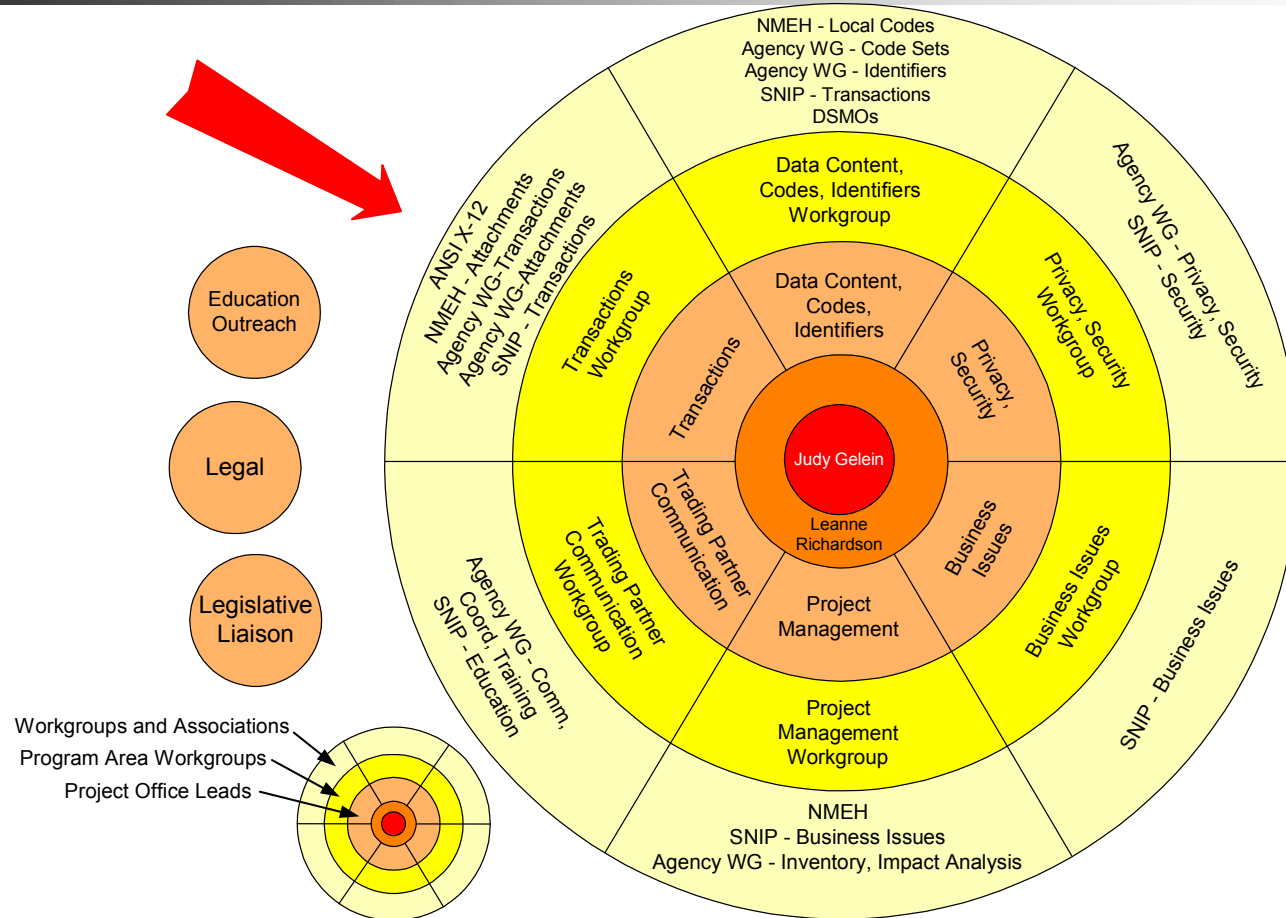 NMEH - Local Codes
Agency WG - Code Sets
Agency WG - Identifiers
SNIP - Transactions
DSMOs
Data Content,
Codes, Identifiers
Workgroup
Data Content,
Codes,
Identifiers
Agency WG - Privacy, Security
SNIP - Security
Privacy, Security
Workgroup
Privacy,
Security
ANSI X-12
NMEH - Attachments
Agency WG-Transactions
Agency WG-Attachments
SNIP - Transactions
Transactions
Workgroup
Transactions
Judy Gelein
Leanne
Richardson
Education
Outreach
Legal
Legislative
Liaison
Trading Partner
Communication
Trading Partner
Communication
Workgroup
Agency WG - Comm,
Coord, Training
SNIP - Education
Business
Issues
Business Issues
Workgroup
SNIP - Business Issues
Project
Management
Project
Management
Workgroup
NMEH
SNIP - Business Issues
Agency WG - Inventory, Impact Analysis
Workgroups and Associations
Program Area Workgroups
Project Office Leads